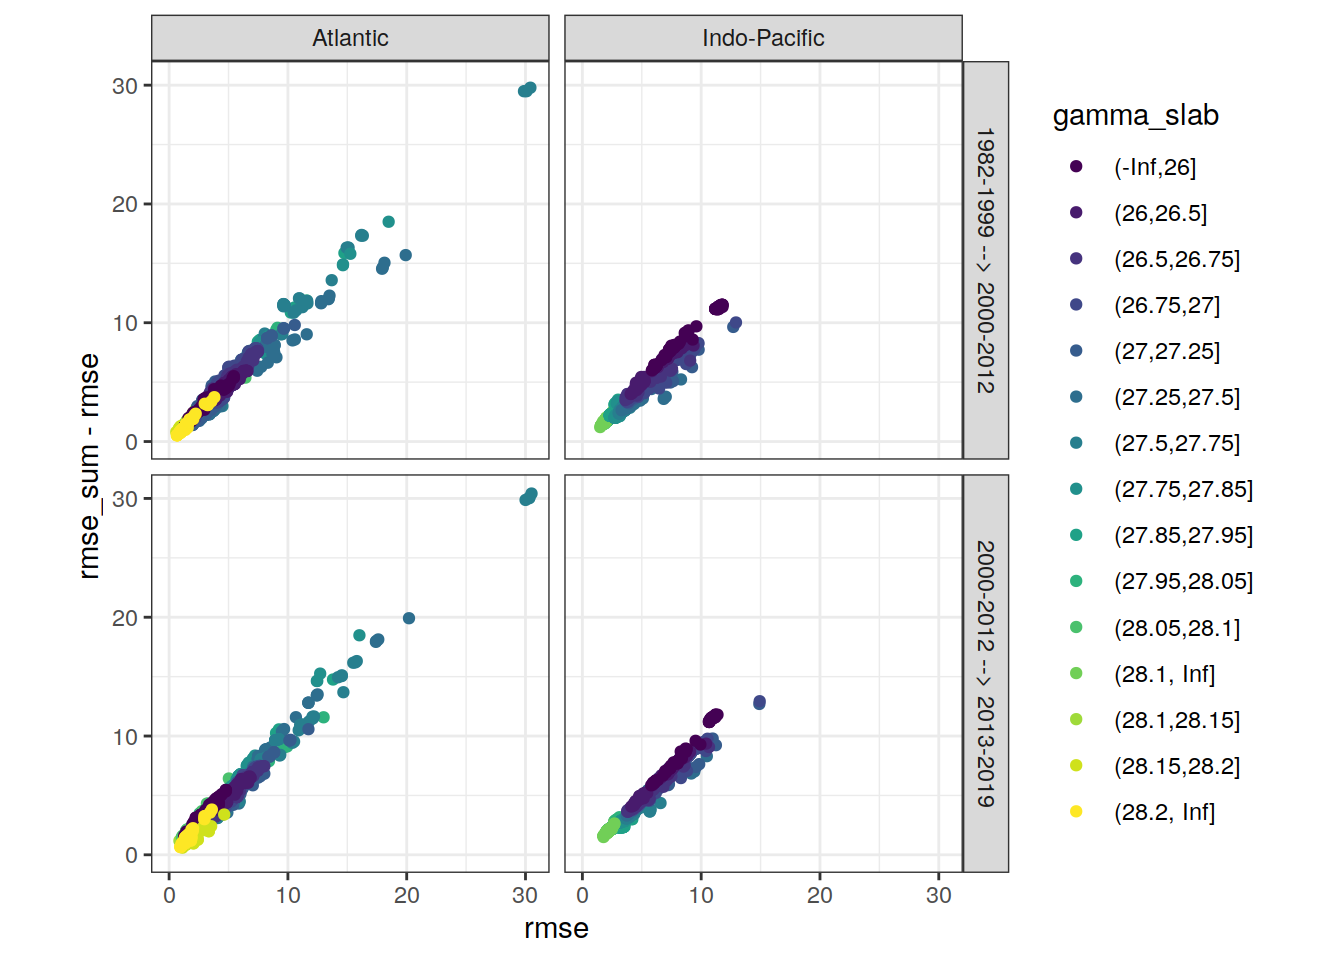 Atlantic
Indo-Pacific
30
20
10
0
1982-1999 --> 2000-2012
30
20
10
0
2000-2012 --> 2013-2019
0
10
20
30
0
10
20
30
rmse
rmse_sum - rmse
gamma_slab
(-Inf,26]
(26,26.5]
(26.5,26.75]
(26.75,27]
(27,27.25]
(27.25,27.5]
(27.5,27.75]
(27.75,27.85]
(27.85,27.95]
(27.95,28.05]
(28.05,28.1]
(28.1, Inf]
(28.1,28.15]
(28.15,28.2]
(28.2, Inf]